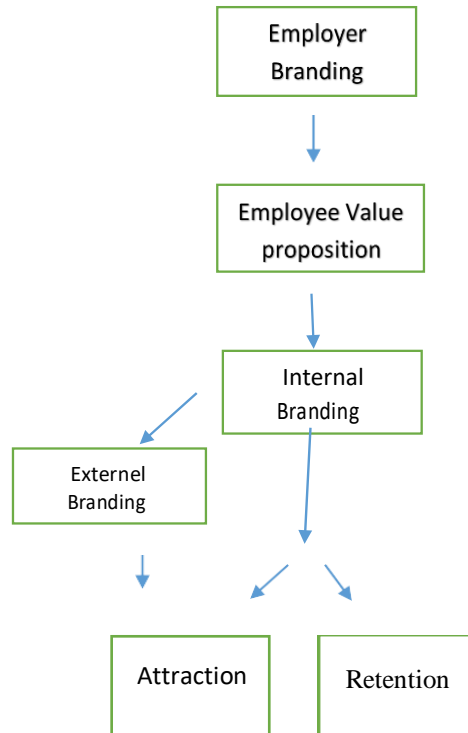 Employer
Branding
Employee Value
proposition
Internal
Branding
Externel
Branding
Attraction
Retention